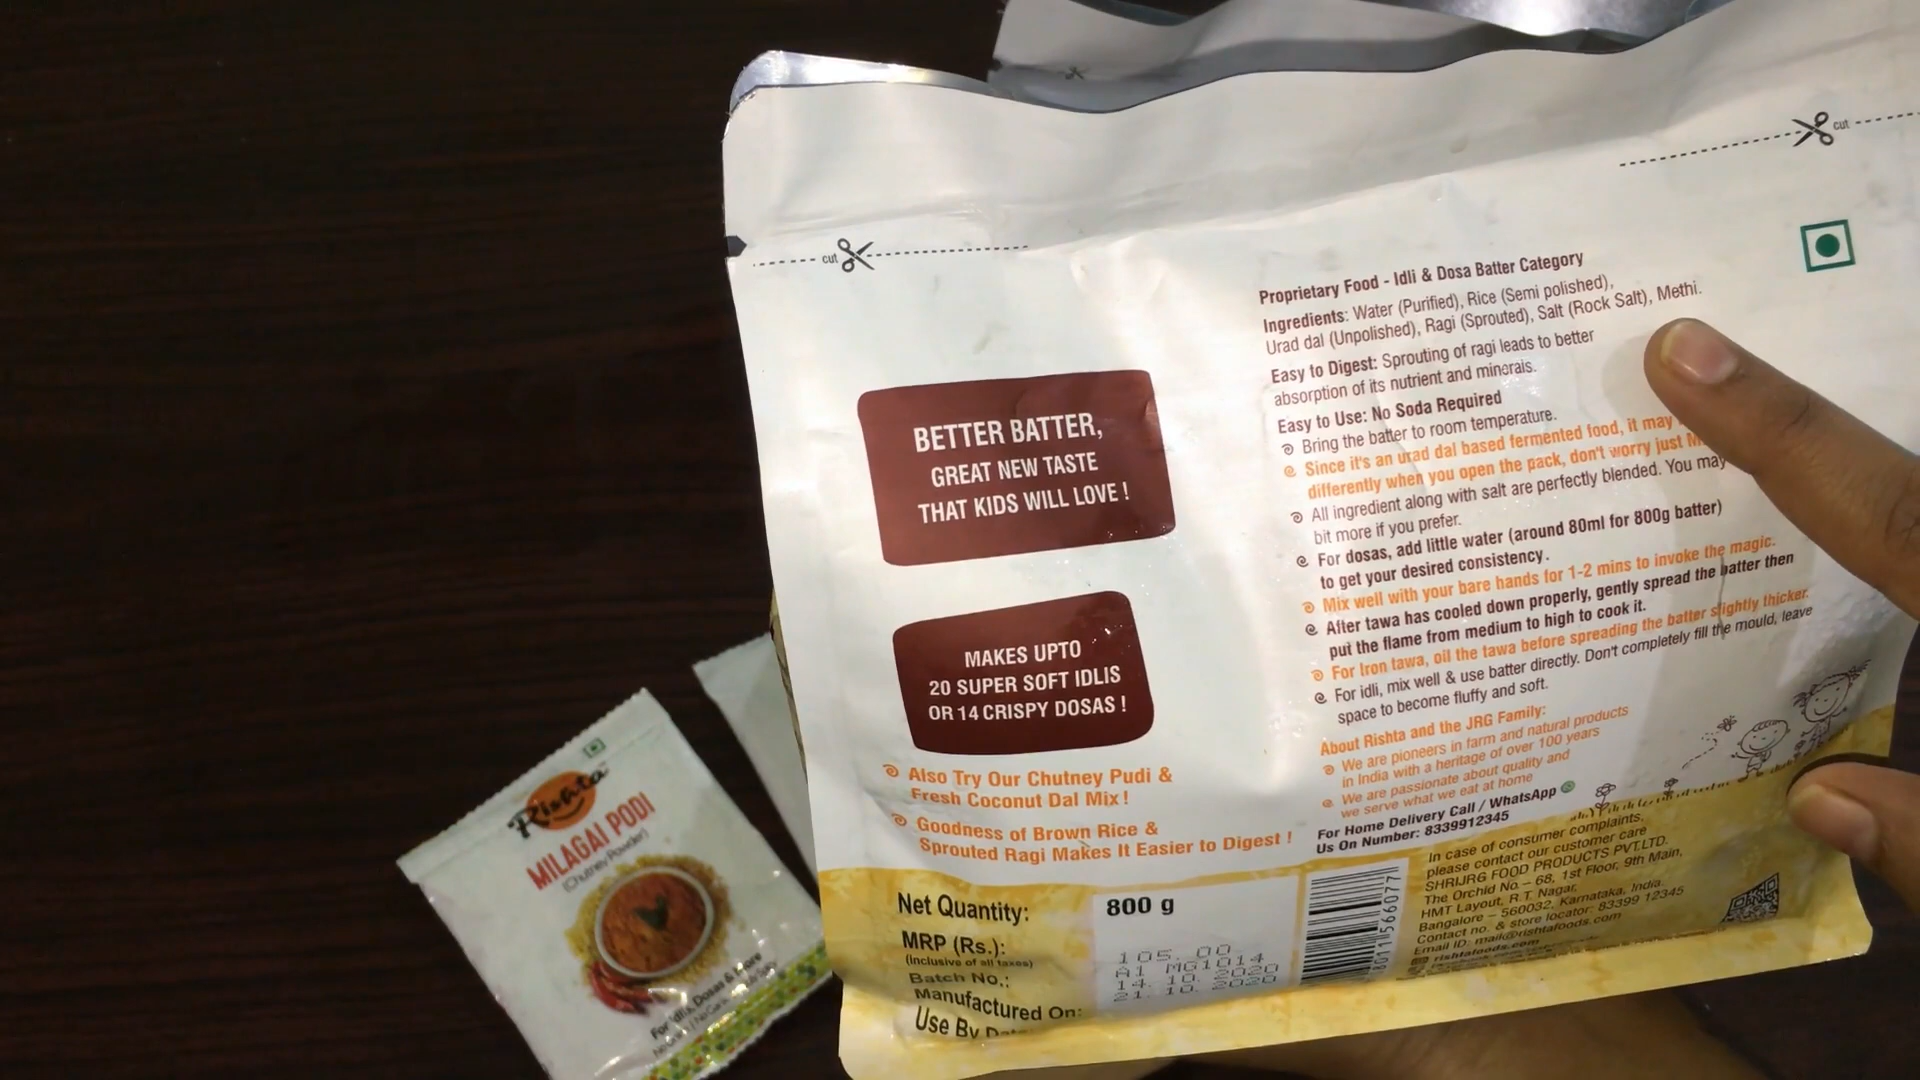 cut
cut
Proprietary Food - Idli & Dosa Batter Category
Ingredients: Water (Purified), Rice (Semi polished),
Urad dal (Unpolished), Ragi (Sprouted), Salt (Rock Salt), Methi.
Easy to Digest: Sprouting of ragi leads to better
absorption of its nutrient and minerals.
Easy to Use: No Soda Required
Bring the batter to room temperature.
Since it's an urad dal based fermented food, it may
differently when you open the pack, don't worry just
All ingredient along with salt are perfectly blended. You may
bit more if you prefer.
For dosas, add little water (around 80ml for 800g batter)
to get your desired consistency.
Mix well with your bare hands for 1-2 mins to invoke the magic.
After tawa has cooled down properly, gently spread the batter then
put the flame from medium to high to cook it.
For Iron tawa, oil the tawa before spreading the batter slightly thicker.
For idli, mix well & use batter directly. Don't completely fill the mould, leave
space to become fluffy and soft.
About Rishta and the JRG Family:
We are pioneers in farm and natural products
in India with a heritage of over 100 years
We are passionate about quality and
we serve what we eat at home
For Home Delivery Call / WhatsApp
Us On Number: 8339912345
In case of consumer complaints,
please contact our customer care
SHRIJRG FOOD PRODUCTS PVT.LTD.
The Orchid No.- 68, 1st Floor, 9th Main,
HMT Layout, R.T. Nagar,
Bangalore – 560032, Karnataka, India.
Contact no. & store locator: 83399 12345
Email ID: mail@rishtafoods.com
rishtafoods.com
BETTER BATTER,
GREAT NEW TASTE
THAT KIDS WILL LOVE !
MAKES UPTO
20 SUPER SOFT IDLIS
OR 14 CRISPY DOSAS !
Also Try Our Chutney Pudi &
Fresh Coconut Dal Mix !
Goodness of Brown Rice &
Sprouted Ragi Makes It Easier to Digest !
Net Quantity: 800 g
MRP (Rs.): 105.00
(Inclusive of all taxes)
Batch No.: A1 MG1014
Manufactured On: 14.10.2020
Use By Date 21.10.2020
Rishta
MILAGAI PODI
(Chutney Powder)
For Idlis, Dosas & More